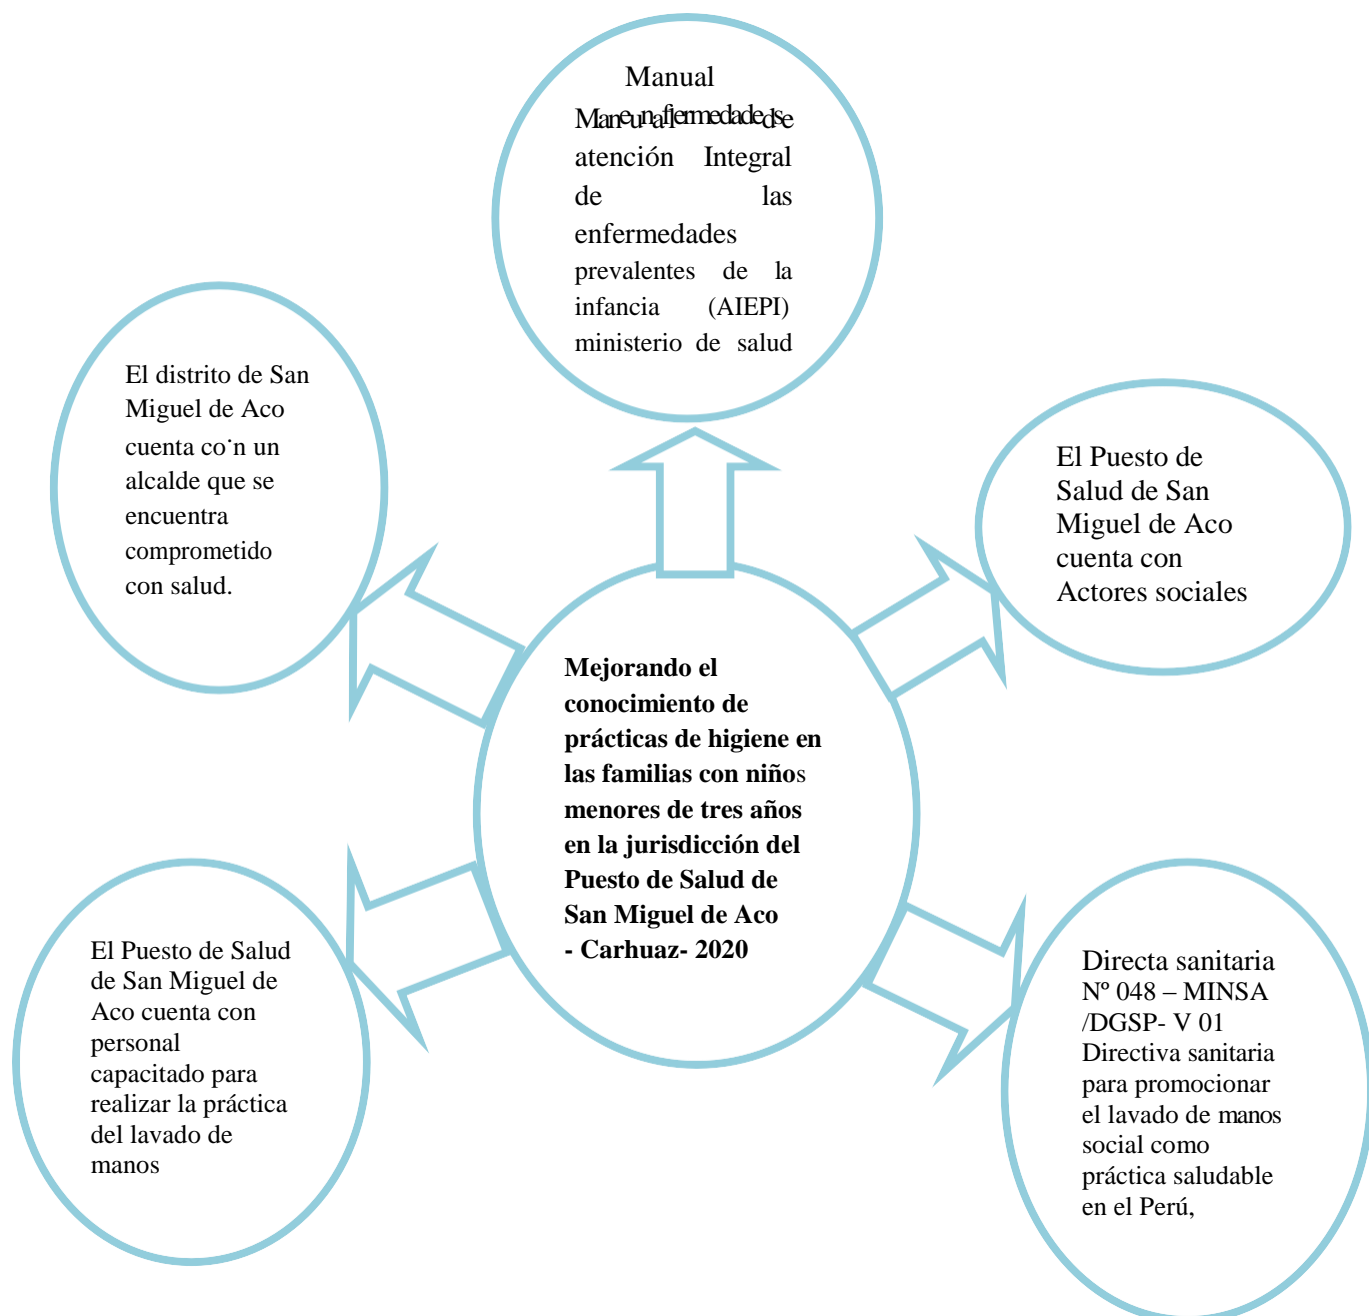 Manual
atención Integral
de las
enfermedades
prevalentes de la
infancia (AIEPI)
ministerio de salud
El distrito de San
Miguel de Aco
cuenta co·n un
alcalde que se
encuentra
comprometido
con salud.
El Puesto de
Salud de San
Miguel de Aco
cuenta con
Actores sociales
Mejorando el
conocimiento de
prácticas de higiene en
las familias con niños
menores de tres años
en la jurisdicción del
Puesto de Salud de
San Miguel de Aco
- Carhuaz- 2020
El Puesto de Salud
de San Miguel de
Aco cuenta con
personal
capacitado para
realizar la práctica
del lavado de
manos
Directa sanitaria
Nº 048 – MINSA
/DGSP- V 01
Directiva sanitaria
para promocionar
el lavado de manos
social como
práctica saludable
en el Perú,